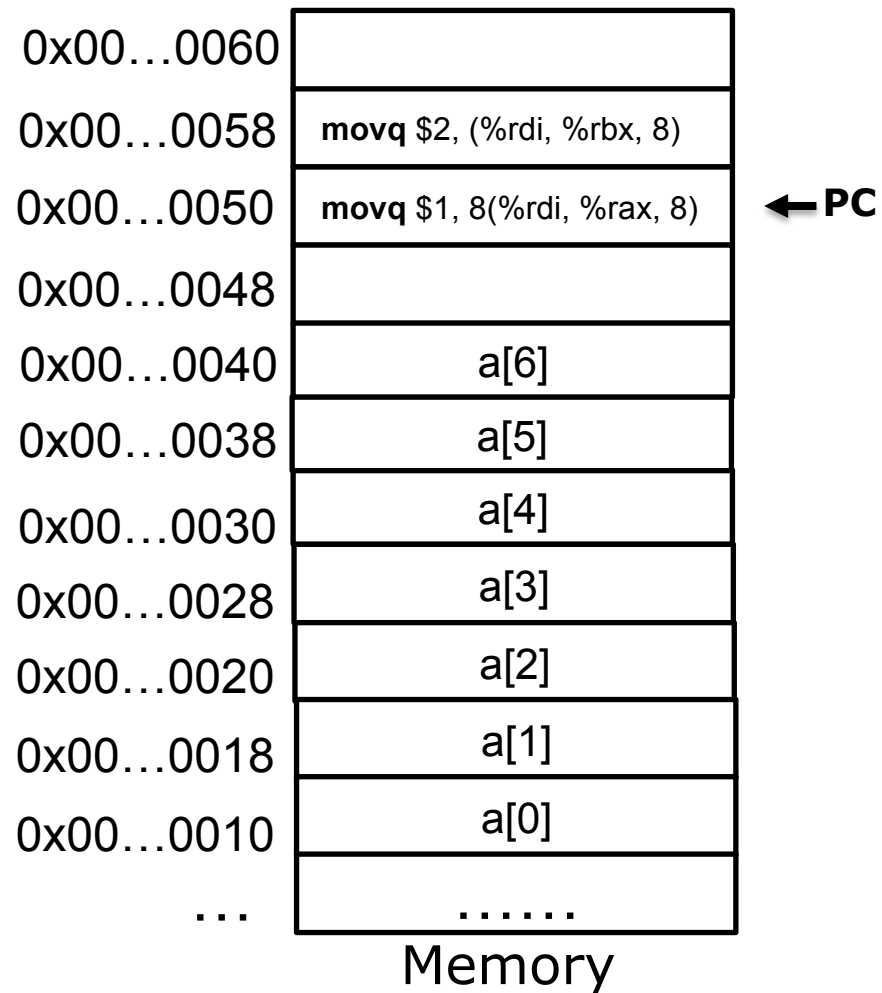 0x00…0060
0x00…0058 movq $2, (%rdi, %rbx, 8)
0x00…0050 movq $1, 8(%rdi, %rax, 8) PC
0x00…0048
0x00…0040 a[6]
0x00…0038 a[5]
0x00…0030 a[4]
0x00…0028 a[3]
0x00…0020 a[2]
0x00…0018 a[1]
0x00…0010 a[0]
… ……
Memory